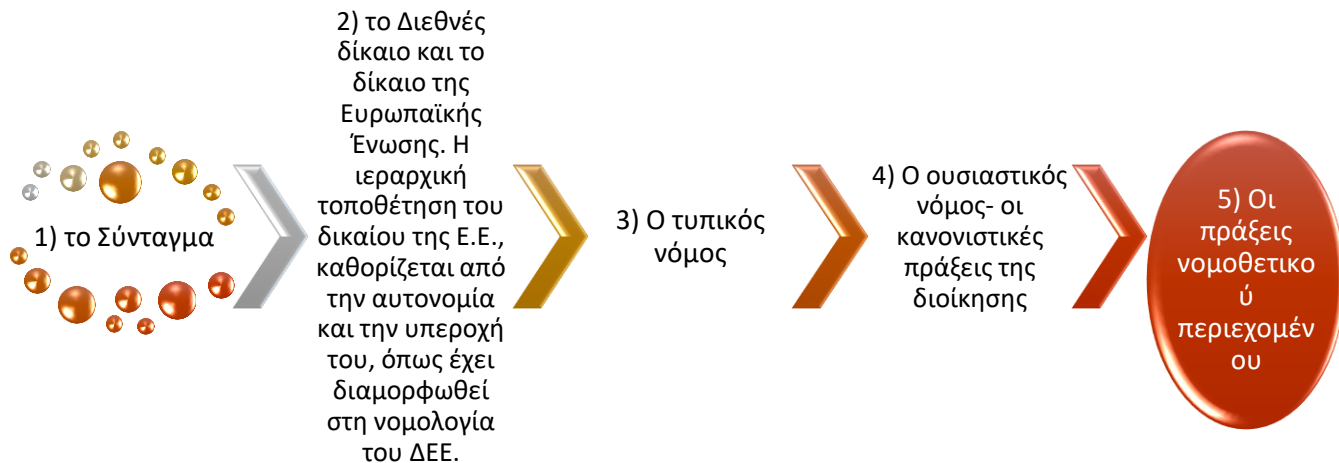 1) το Σύνταγμα
2) το Διεθνές
δίκαιο και το
δίκαιο της
Ευρωπαϊκής
Ένωσης. Η
ιεραρχική
τοποθέτηση του
δικαίου της Ε.Ε.,
καθορίζεται από
την αυτονομία
και την υπεροχή
του, όπως έχει
διαμορφωθεί
στη νομολογία
του ΔΕΕ.
3) Ο τυπικός
νόμος
4) Ο ουσιαστικός
νόμος- οι
κανονιστικές
πράξεις της
διοίκησης
5) Οι
πράξεις
νομοθετικο
ύ
περιεχομέν
ου